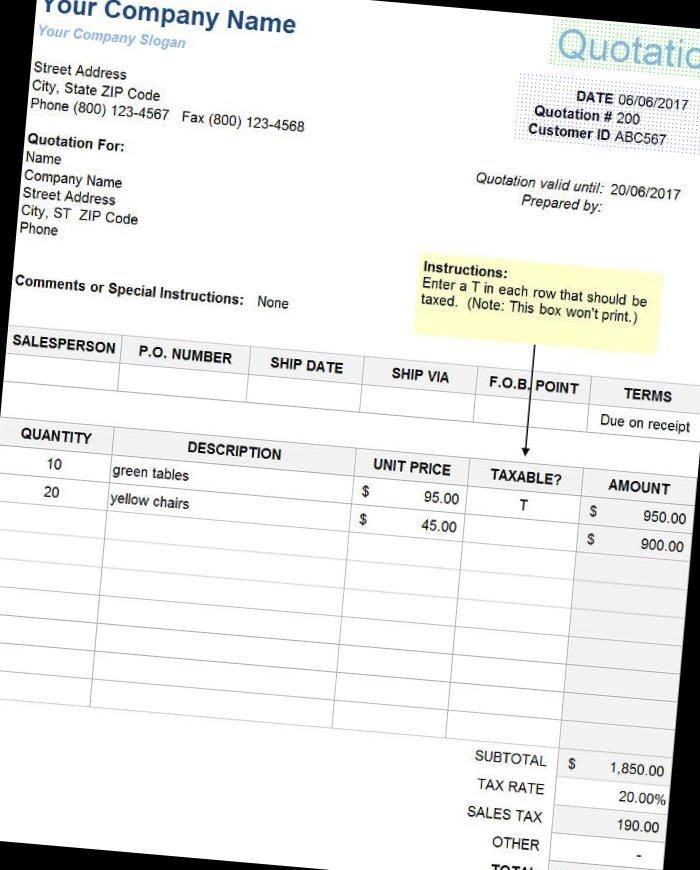 Your Company Name
Your Company Slogan
Quotatio
Street Address
City, State ZIP Code
Phone (800) 123-4567 Fax (800) 123-4568
DATE 06/06/2017
Quotation # 200
Customer ID ABC567
Quotation For:
Name
Company Name
Street Address
City, ST ZIP Code
Phone
Quotation valid until: 20/06/2017
Prepared by:
Comments or Special Instructions: None
Instructions:
Enter a T in each row that should be
taxed. (Note: This box won't print.)
SALESPERSON P.O. NUMBER SHIP DATE SHIP VIA F.O.B. POINT TERMS
Due on receipt
QUANTITY DESCRIPTION UNIT PRICE TAXABLE? AMOUNT
10 green tables $ 95.00 T $ 950.00
20 yellow chairs $ 45.00 $ 900.00
SUBTOTAL $ 1,850.00
TAX RATE 20.00%
SALES TAX 190.00
OTHER -
TOTAL